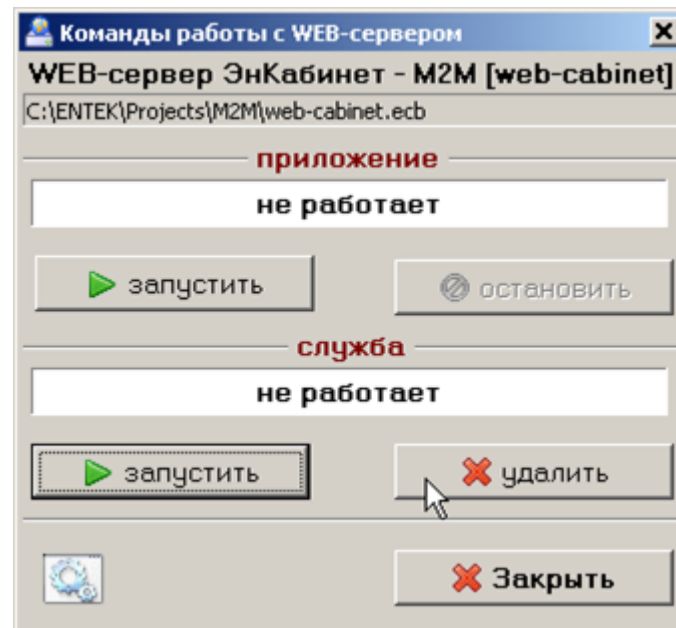 Команды работы с WEB-сервером
WEB-сервер ЭнКабинет - M2M [web-cabinet]
C:\ENTEK\Projects\M2M\web-cabinet.ecb
приложение
не работает
запустить
остановить
служба
не работает
запустить
удалить
Закрыть